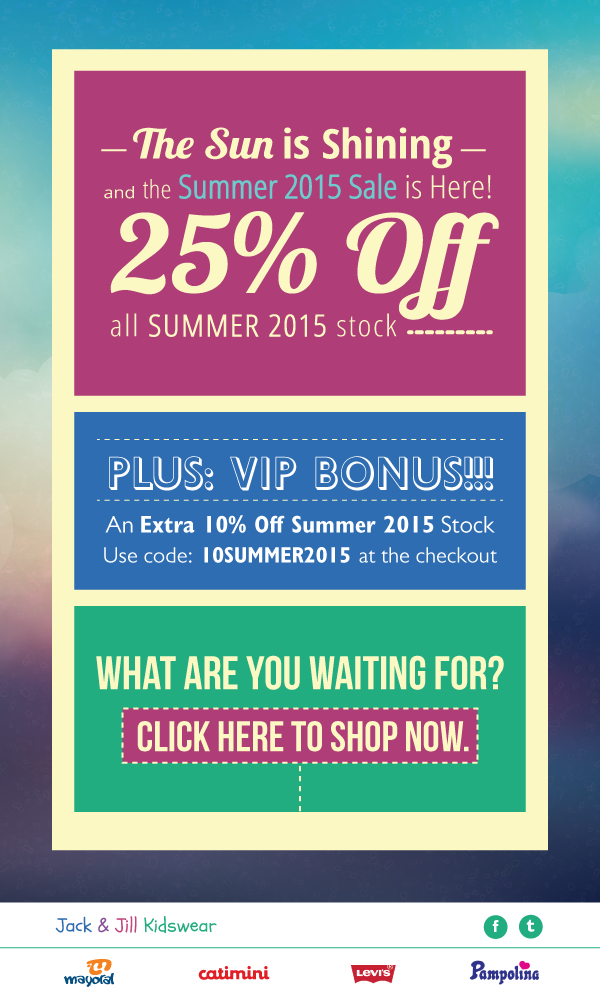 The Sun is Shining
and the Summer 2015 Sale is Here!
25% Off
all SUMMER 2015 stock
PLUS: VIP BONUS!!!
An Extra 10% Off Summer 2015 Stock
Use code: 10SUMMER2015 at the checkout
WHAT ARE YOU WAITING FOR?
CLICK HERE TO SHOP NOW.
Jack & Jill Kidswear
f t
mayoral catimini LEVI'S Pampolina